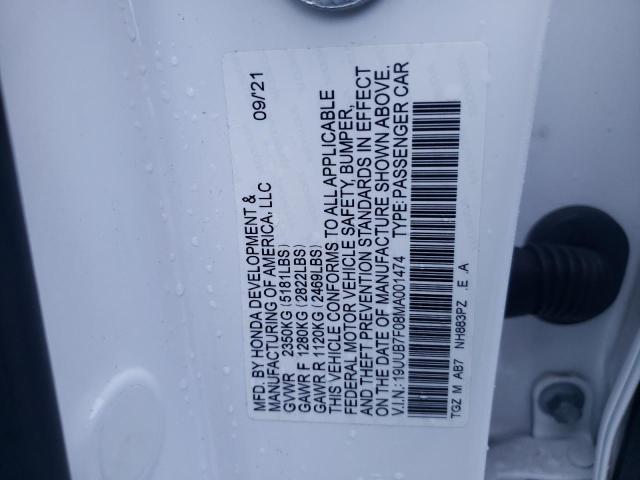 MFD. BY HONDA DEVELOPMENT & 09/'21
MANUFACTURING OF AMERICA, LLC
GVWR 2350KG (5181LBS)
GAWR F 1280KG (2822LBS)
GAWR R 1120KG (2469LBS)
THIS VEHICLE CONFORMS TO ALL APPLICABLE
FEDERAL MOTOR VEHICLE SAFETY, BUMPER,
AND THEFT PREVENTION STANDARDS IN EFFECT
ON THE DATE OF MANUFACTURE SHOWN ABOVE.
V.I.N.: 19UUB7F08MA001474 TYPE: PASSENGER CAR
TGZ M AB7 NH883PZ .E .A